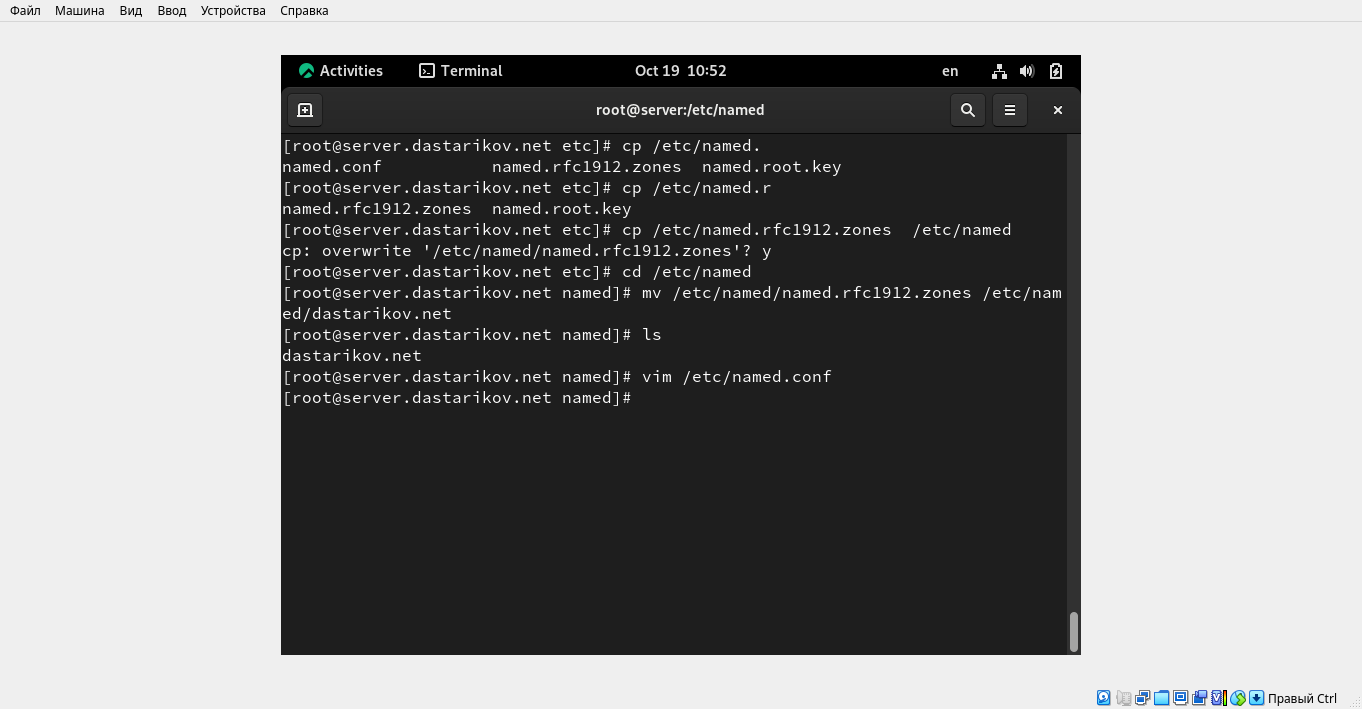 Файл Машина Вид Ввод Устройства Справка
Activities Terminal Oct 19 10:52 en
root@server:/etc/named
[root@server.dastarikov.net etc]# cp /etc/named.
named.conf           named.rfc1912.zones  named.root.key
[root@server.dastarikov.net etc]# cp /etc/named.r
named.rfc1912.zones  named.root.key
[root@server.dastarikov.net etc]# cp /etc/named.rfc1912.zones  /etc/named
cp: overwrite '/etc/named/named.rfc1912.zones'? y
[root@server.dastarikov.net etc]# cd /etc/named
[root@server.dastarikov.net named]# mv /etc/named/named.rfc1912.zones /etc/nam
ed/dastarikov.net
[root@server.dastarikov.net named]# ls
dastarikov.net
[root@server.dastarikov.net named]# vim /etc/named.conf
[root@server.dastarikov.net named]#
Правый Ctrl